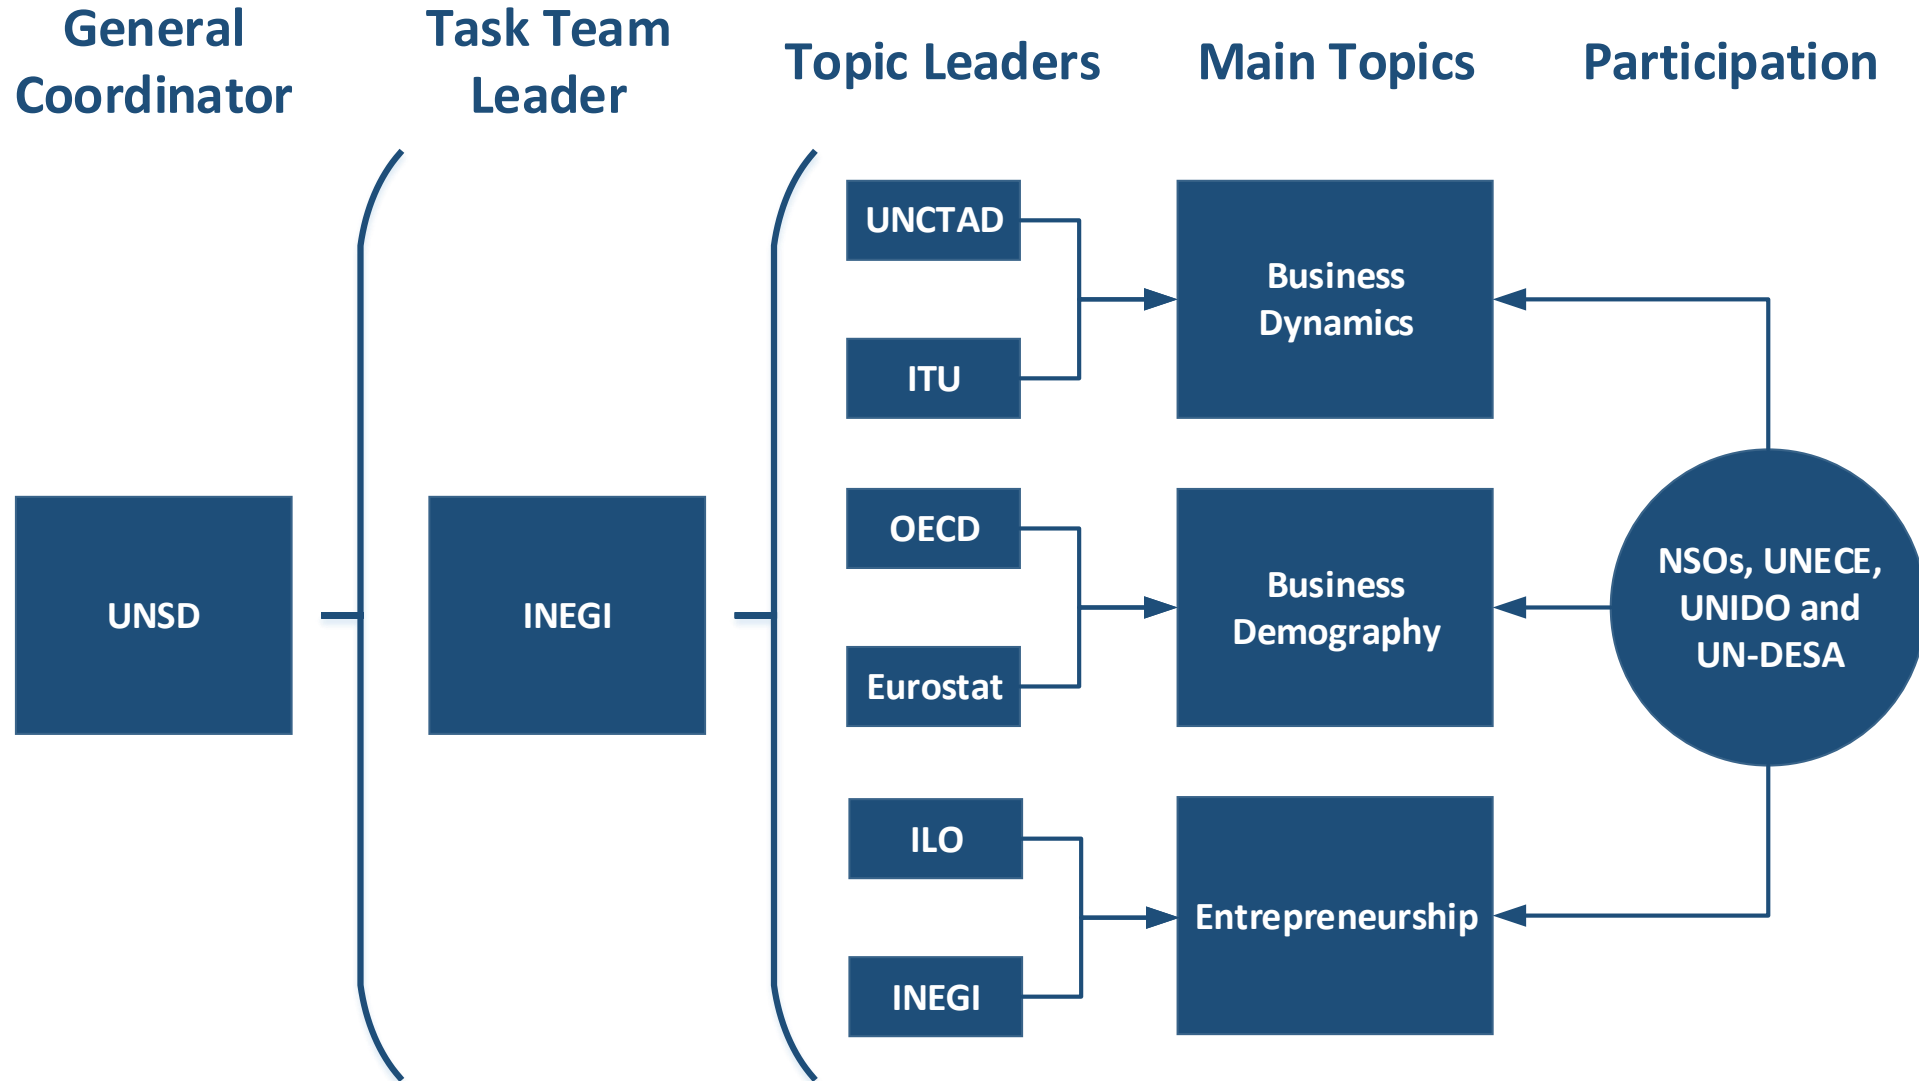 General
Coordinator
Task Team
Leader
Topic Leaders
Main Topics
Participation
UNSD
INEGI
UNCTAD
ITU
Business
Dynamics
OECD
Eurostat
Business
Demography
ILO
INEGI
Entrepreneurship
NSOs, UNECE,
UNIDO and
UN-DESA